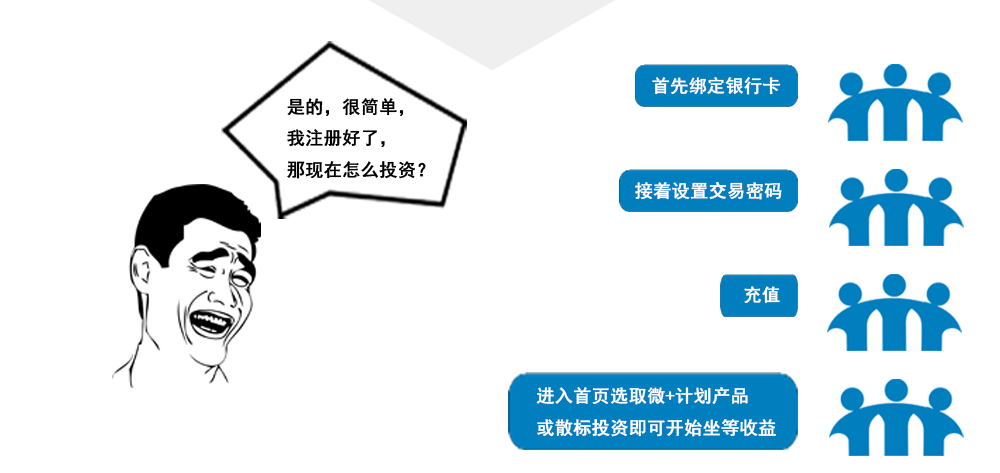 是的，很简单，
我注册好了，
那现在怎么投资？
首先绑定银行卡
接着设置交易密码
充值
进入首页选取微+计划产品
或散标投资即可开始坐等收益